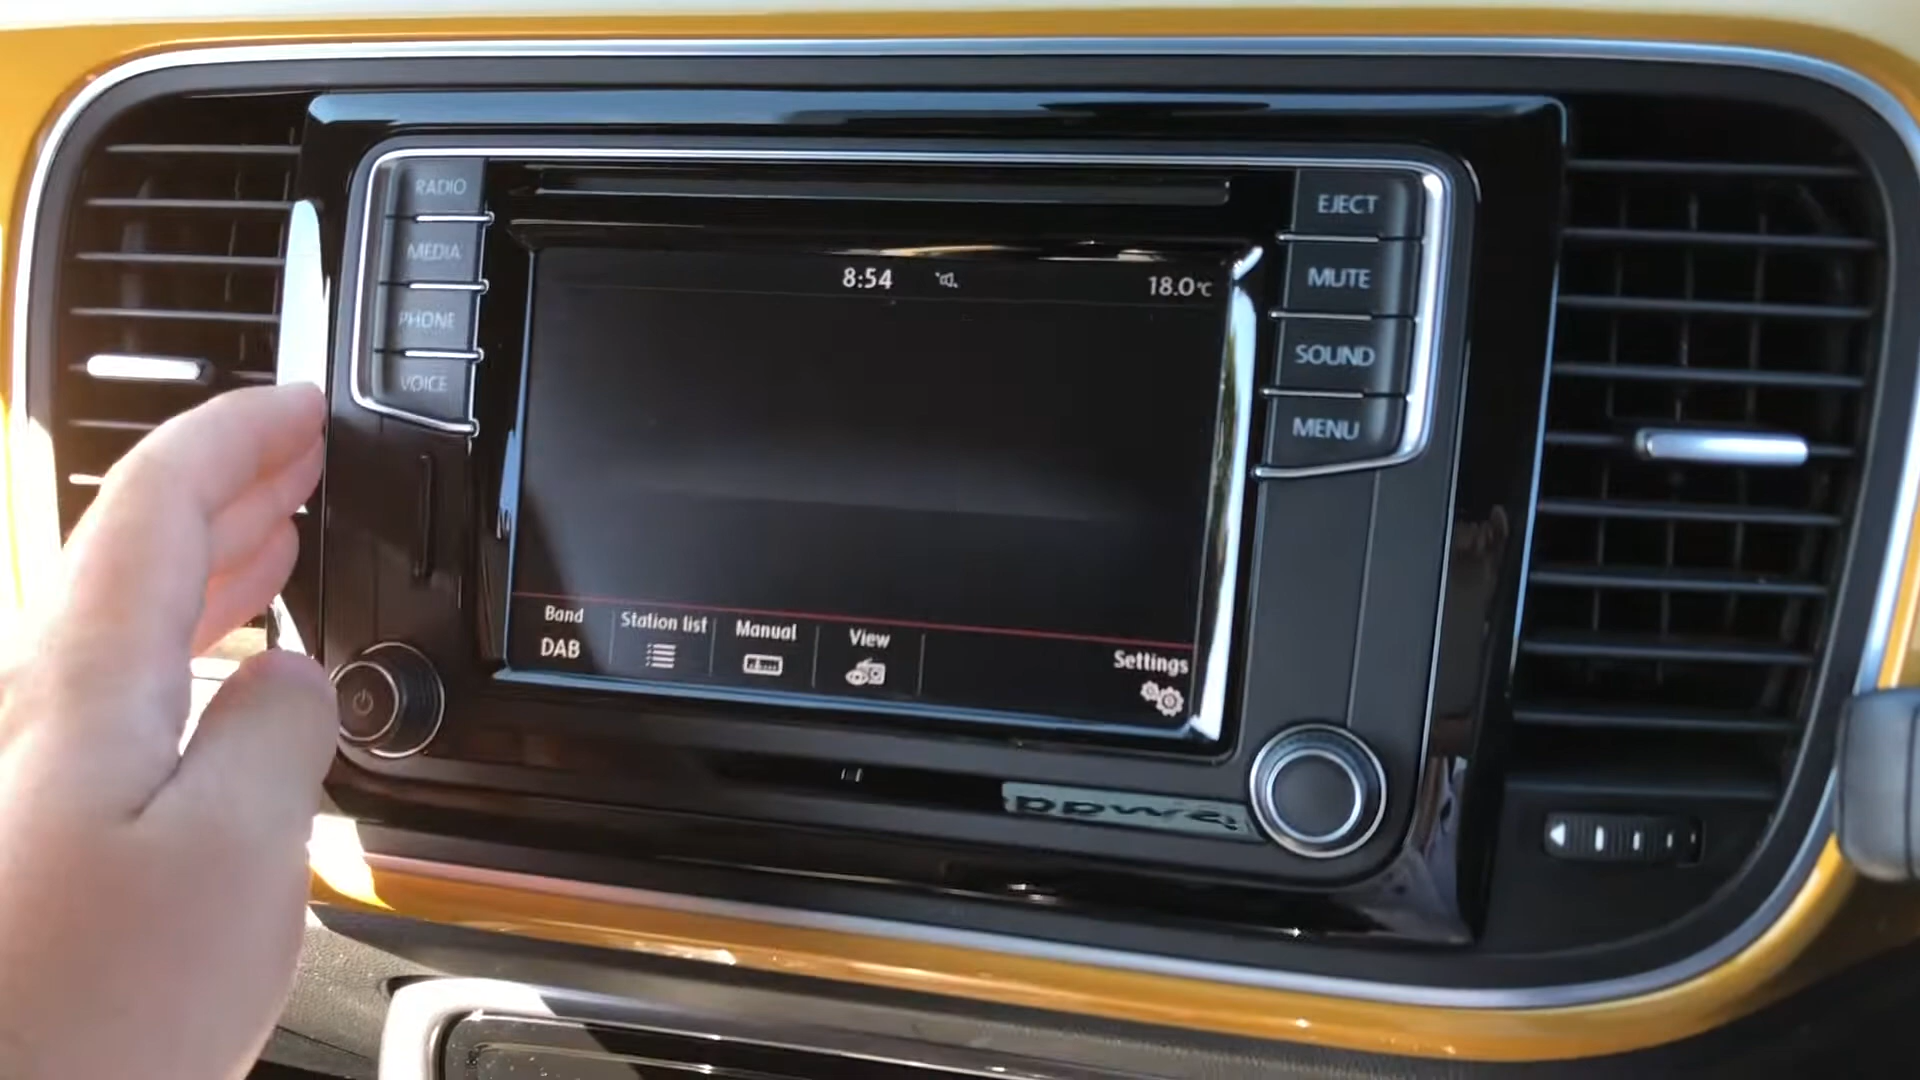 RADIO
MEDIA
PHONE
VOICE
EJECT
MUTE
SOUND
MENU
8:54
18.0°C
Band
DAB
Station list
Manual
View
Settings